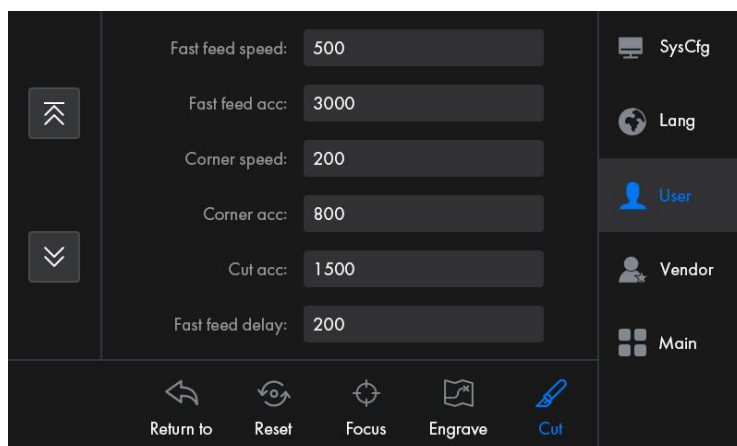 Fast feed speed: 500
Fast feed acc: 3000
Corner speed: 200
Corner acc: 800
Cut acc: 1500
Fast feed delay: 200
Return to Reset Focus Engrave Cut
SysCfg
Lang
User
Vendor
Main